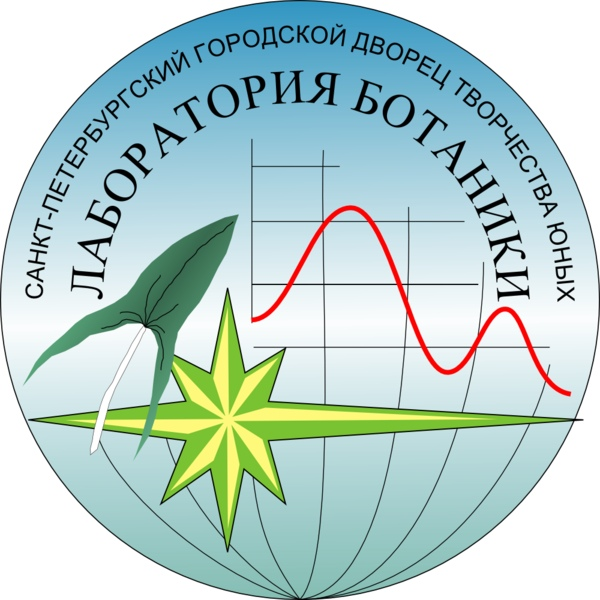 САНКТ-ПЕТЕРБУРГСКИЙ ГОРОДСКОЙ ДВОРЕЦ ТВОРЧЕСТВА ЮНЫХ
ЛАБОРАТОРИЯ БОТАНИКИ